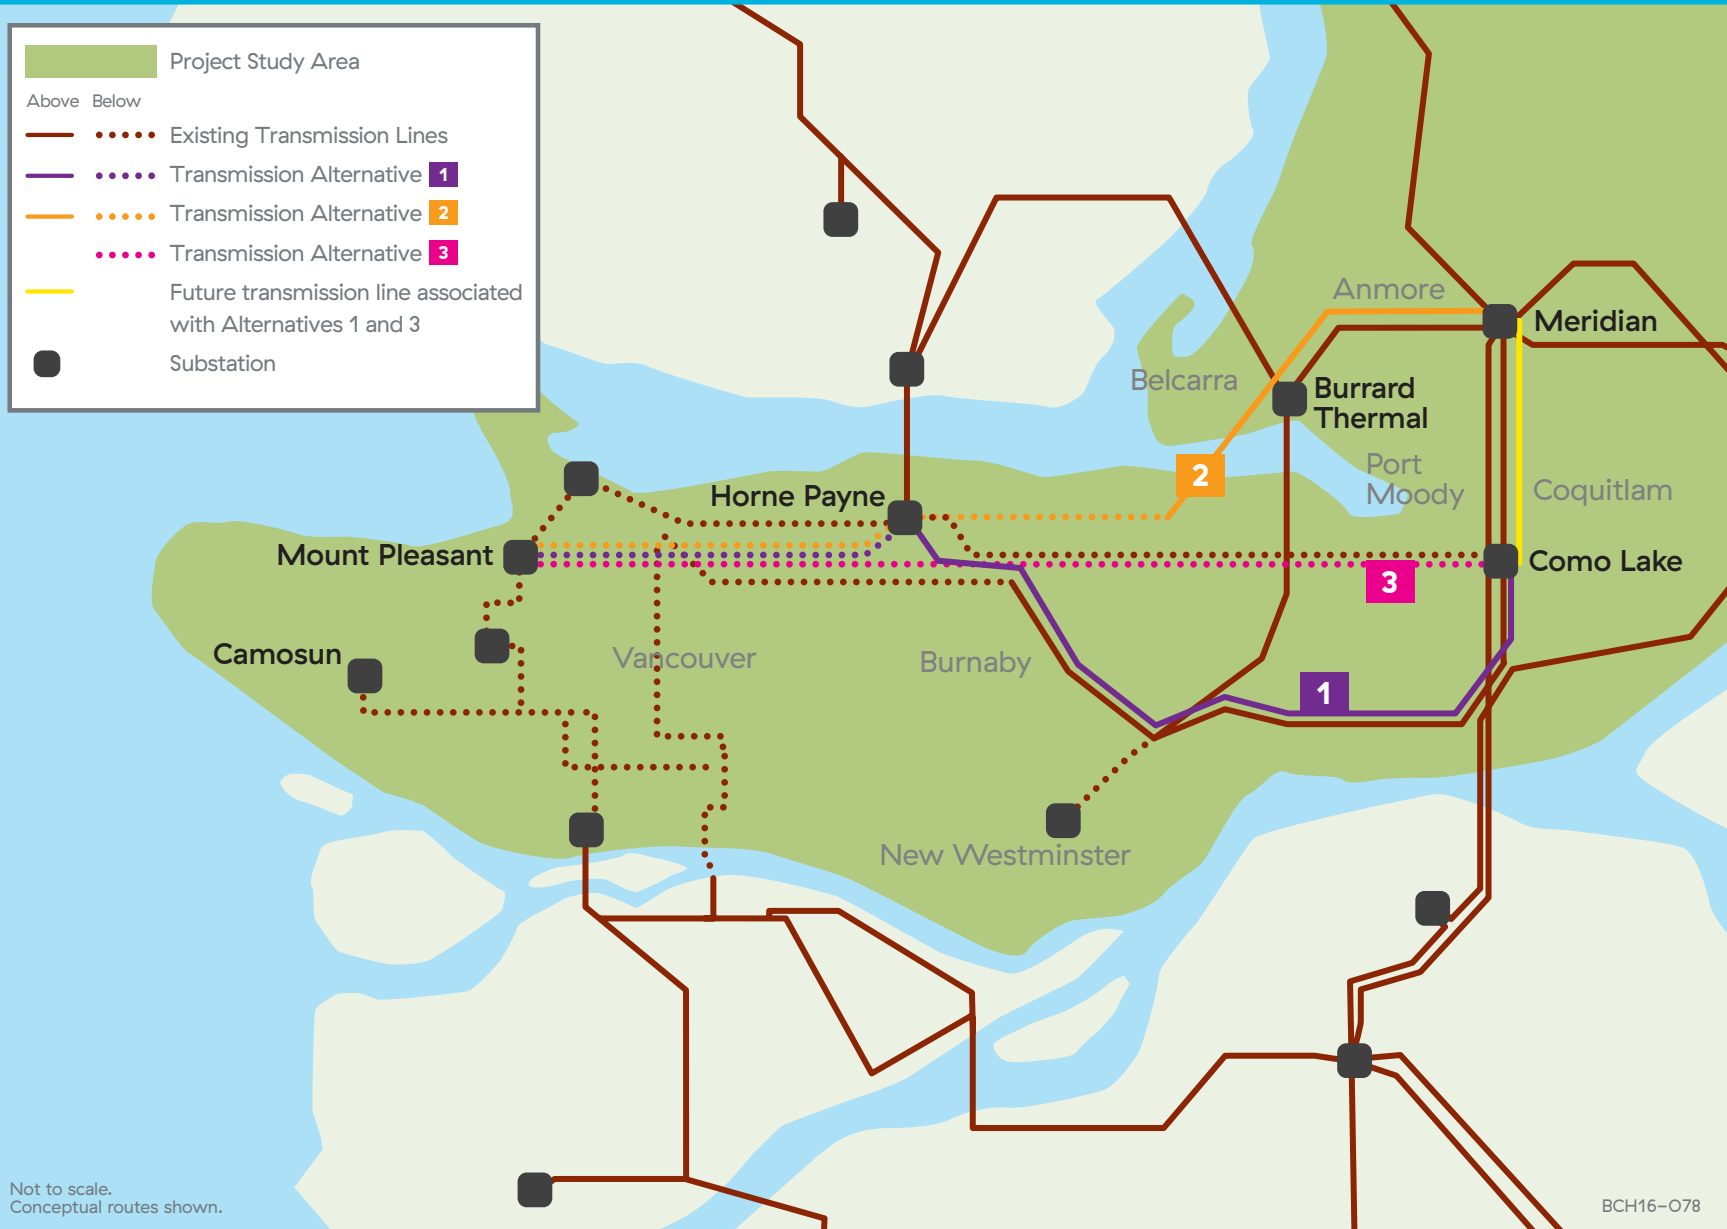 Project Study Area
Above Below
Existing Transmission Lines
Transmission Alternative 1
Transmission Alternative 2
Transmission Alternative 3
Future transmission line associated
with Alternatives 1 and 3
Substation
Anmore
Meridian
Belcarra
Burrard
Thermal
2
Port
Moody
Coquitlam
Horne Payne
Mount Pleasant
Como Lake
3
Camosun
Vancouver
Burnaby
1
New Westminster
Not to scale.
Conceptual routes shown.
BCH16-078